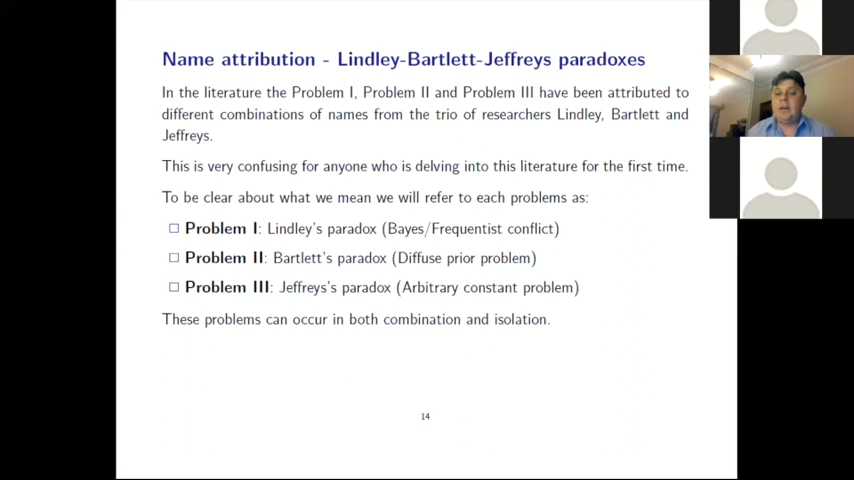 Name attribution - Lindley-Bartlett-Jeffreys paradoxes
In the literature the Problem I, Problem II and Problem III have been attributed to
different combinations of names from the trio of researchers Lindley, Bartlett and
Jeffreys.
This is very confusing for anyone who is delving into this literature for the first time.
To be clear about what we mean we will refer to each problems as:
Problem I: Lindley's paradox (Bayes/Frequentist conflict)
Problem II: Bartlett's paradox (Diffuse prior problem)
Problem III: Jeffreys's paradox (Arbitrary constant problem)
These problems can occur in both combination and isolation.
14